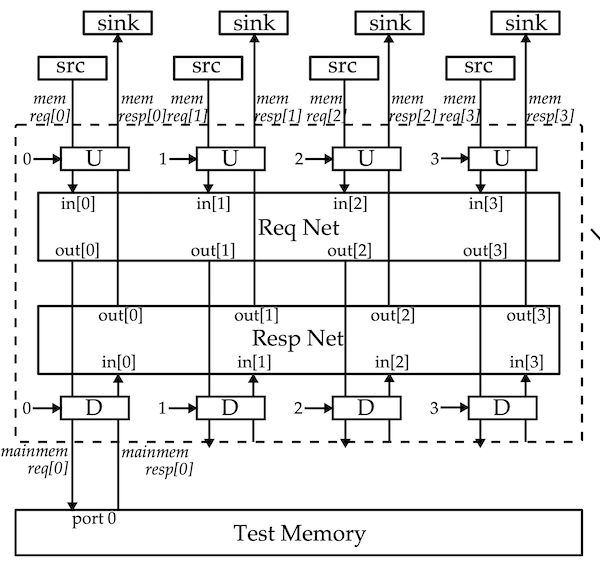 sink sink sink sink
src src src src
mem mem mem mem mem mem mem mem
req[0] resp[0] req[1] resp[1] req[2] resp[2] req[3] resp[3]
0 U 1 U 2 U 3 U
in[0] in[1] in[2] in[3]
Req Net
out[0] out[1] out[2] out[3]
out[0] out[1] out[2] out[3]
Resp Net
in[0] in[1] in[2] in[3]
0 D 1 D 2 D 3 D
mainmem mainmem
req[0] resp[0]
port 0
Test Memory